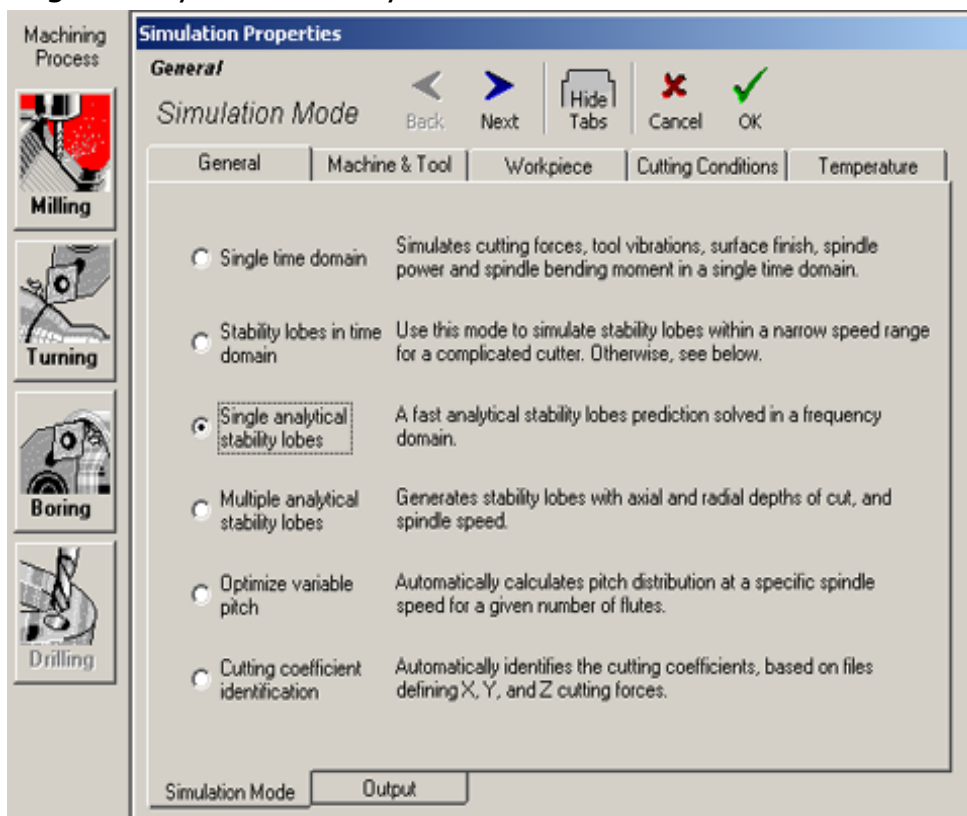 Machining
Process
Milling
Turning
Boring
Drilling
Simulation Properties
General
Simulation Mode
Back
Next
Hide
Tabs
Cancel
OK
General
Machine & Tool
Workpiece
Cutting Conditions
Temperature
Single time domain
Simulates cutting forces, tool vibrations, surface finish, spindle
power and spindle bending moment in a single time domain.
Stability lobes in time
domain
Use this mode to simulate stability lobes within a narrow speed range
for a complicated cutter. Otherwise, see below.
Single analytical
stability lobes
A fast analytical stability lobes prediction solved in a frequency
domain.
Multiple analytical
stability lobes
Generates stability lobes with axial and radial depths of cut, and
spindle speed.
Optimize variable
pitch
Automatically calculates pitch distribution at a specific spindle
speed for a given number of flutes.
Cutting coefficient
identification
Automatically identifies the cutting coefficients, based on files
defining X, Y, and Z cutting forces.
Simulation Mode
Output